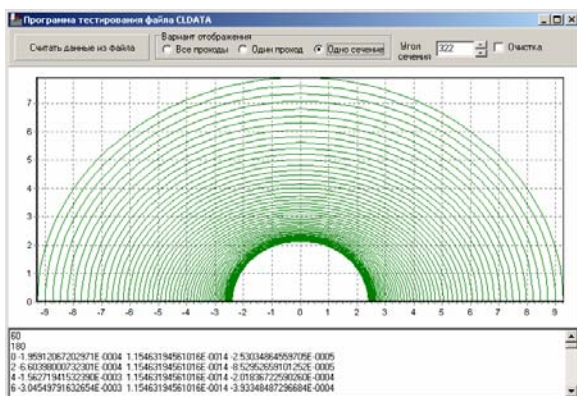 Программа тестирования файла CLDATA
Считать данные из файла
Вариант отображения
Все проходы Один проход Одно сечение
Угол сечения 322 Очистка
7
6
5
4
3
2
1
0
-9 -8 -7 -6 -5 -4 -3 -2 -1 0 1 2 3 4 5 6 7 8 9
60
180
0 -1.95912067202971E-0004 1.15463194561016E-0014 -2.53034864559705E-0005
2 -6.60398000732301E-0004 1.15463194561016E-0014 -8.52952659101252E-0005
4 -1.56271941532390E-0003 1.15463194561016E-0014 -2.01836722590260E-0004
6 -3.04549791632654E-0003 1.15463194561016E-0014 -3.93348487296684E-0004